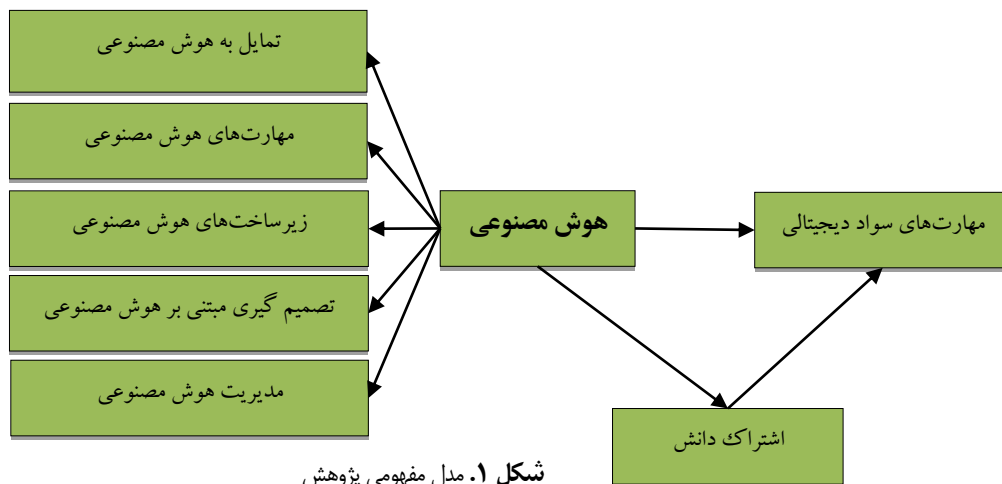 تمایل به هوش مصنوعی
مهارت‌های هوش مصنوعی
زیرساخت‌های هوش مصنوعی
تصمیم گیری مبتنی بر هوش مصنوعی
مدیریت هوش مصنوعی
هوش مصنوعی
مهارت‌های سواد دیجیتالی
اشتراک دانش
شکل ۱. مدل مفهومی پژوهش